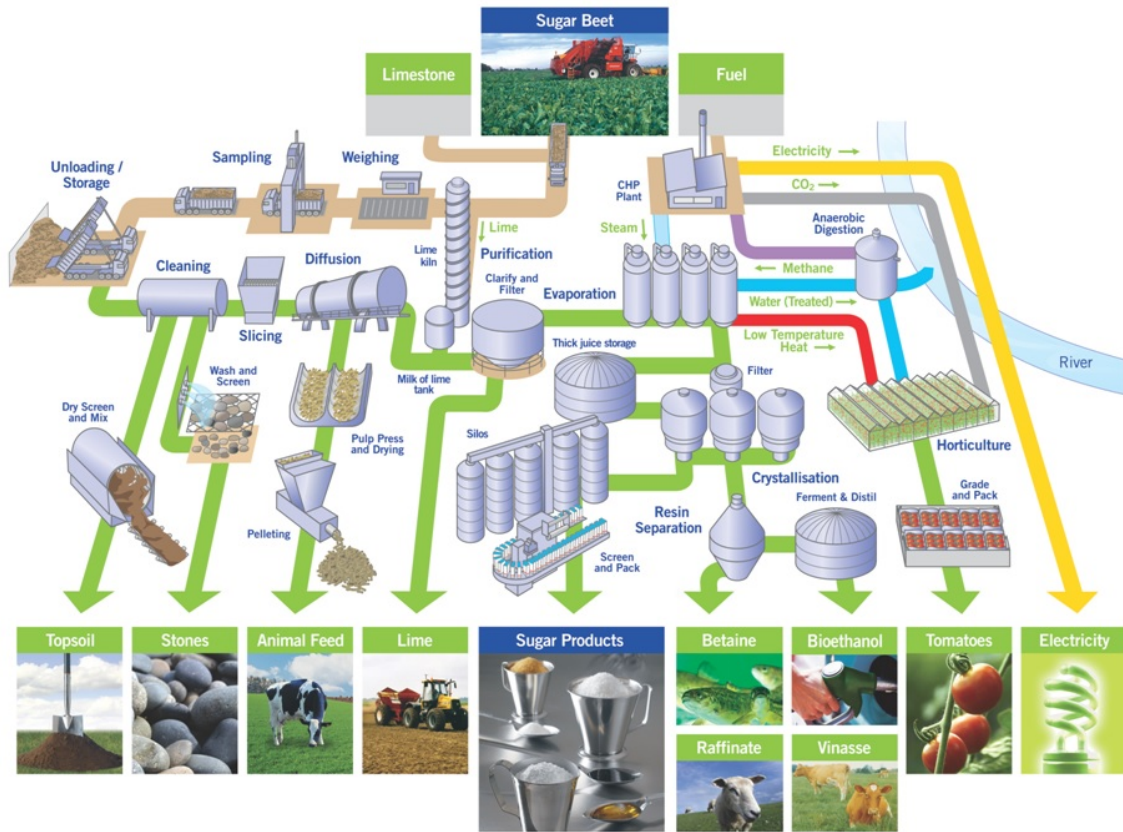 Sugar Beet
Limestone
Fuel
Unloading /
Storage
Sampling
Weighing
Electricity
CO₂
CHP
Plant
Anaerobic
Digestion
Lime
Steam
Lime
kiln
Purification
Clarify and
Filter
Evaporation
Methane
Cleaning
Diffusion
Slicing
Water (Treated)
Low Temperature
Heat
River
Thick juice storage
Filter
Wash and
Screen
Milk of lime
tank
Dry Screen
and Mix
Pulp Press
and Drying
Silos
Horticulture
Crystallisation
Grade
and Pack
Ferment & Distil
Resin
Separation
Pelleting
Screen
and Pack
Topsoil
Stones
Animal Feed
Lime
Sugar Products
Betaine
Bioethanol
Tomatoes
Electricity
Raffinate
Vinasse